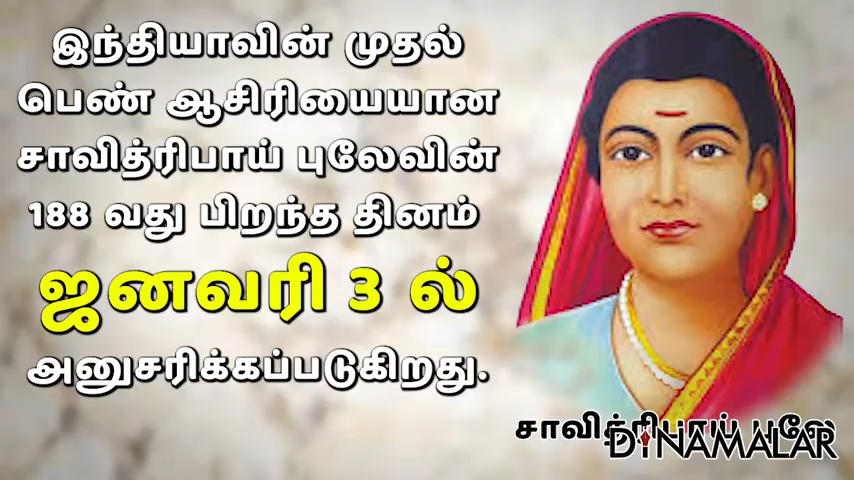 இந்தியாவின் முதல்
பெண் ஆசிரியையான
சாவித்ரிபாய் புலேவின்
188 வது பிறந்த தினம்
ஜனவரி 3 ல்
அனுசரிக்கப்படுகிறது.
சாவித்ரிபாய் புலே
DINAMALAR